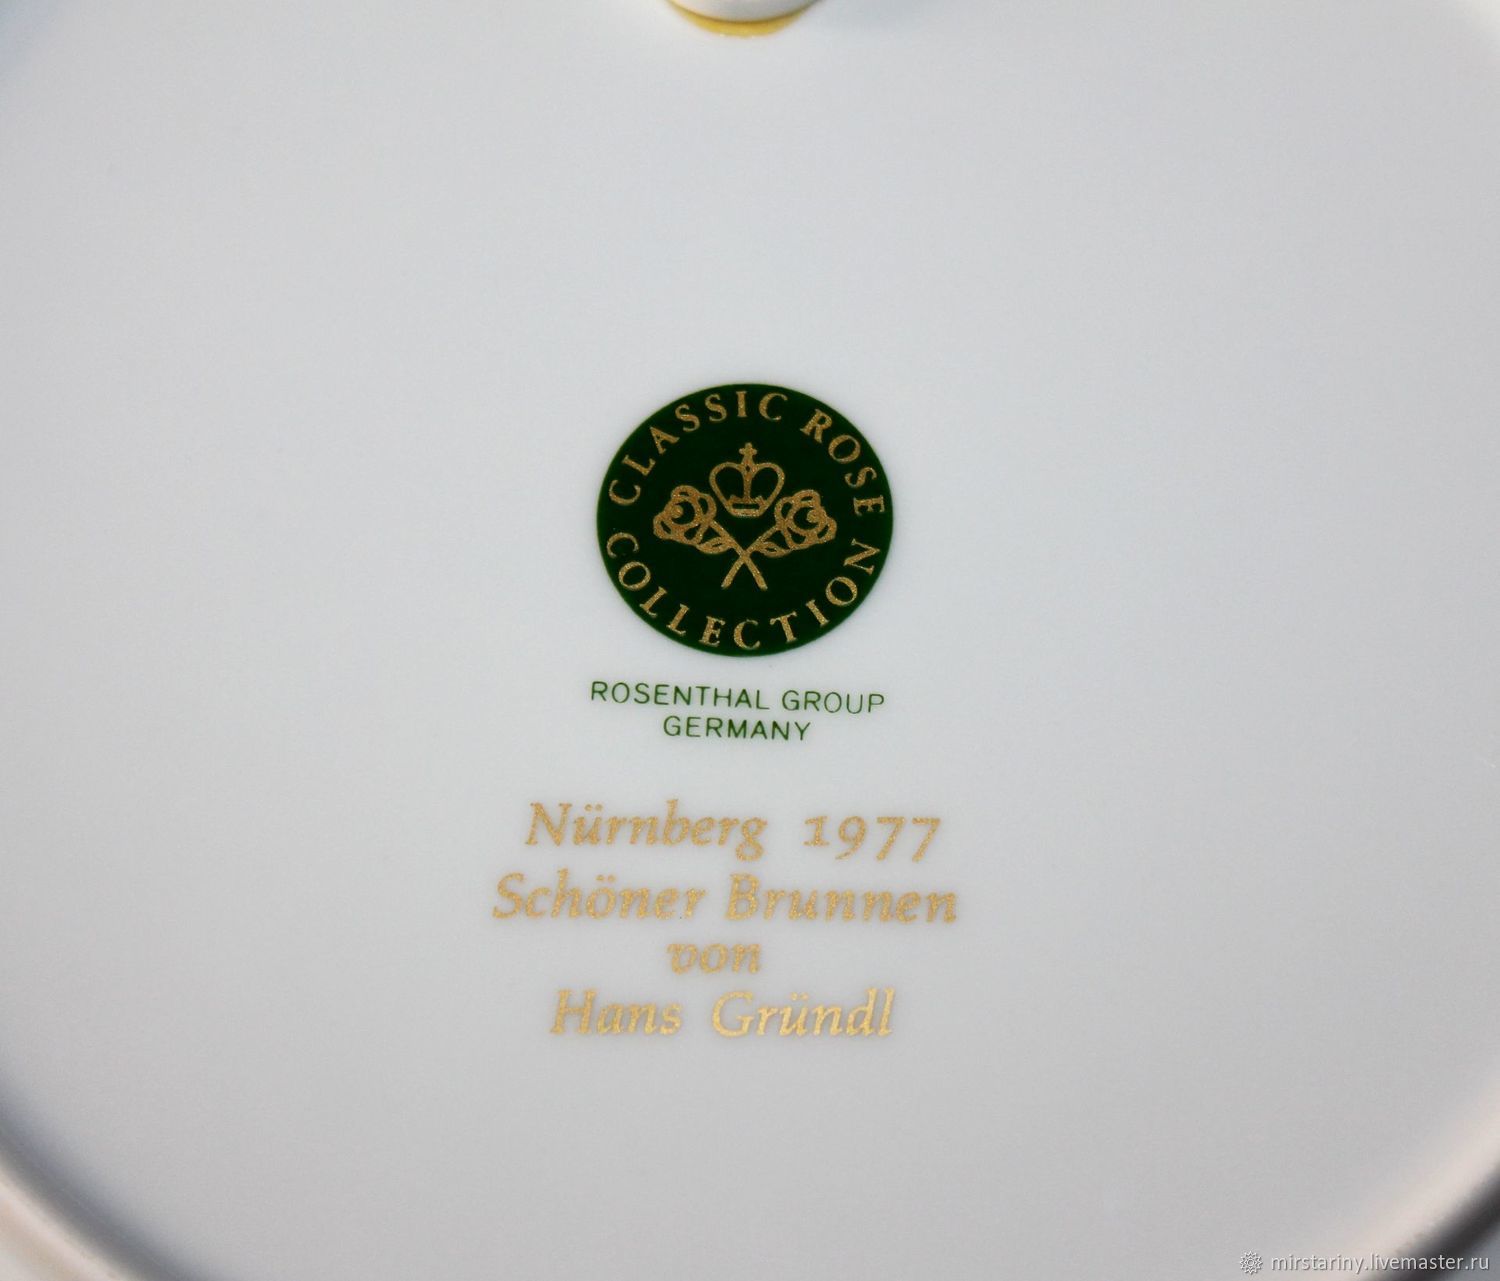 CLASSIC ROSE
COLLECTION
ROSENTHAL GROUP
GERMANY
Nürnberg 1977
Schöner Brunnen
von
Hans Gründl
mirstariny.livemaster.ru